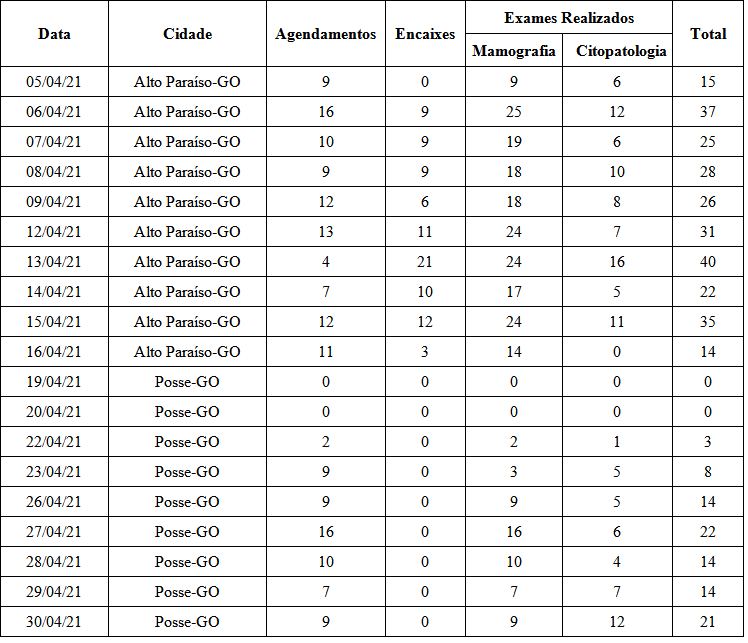 Data Cidade Agendamentos Encaixes Exames Realizados Total
Mamografia Citopatologia
05/04/21 Alto Paraíso-GO 9 0 9 6 15
06/04/21 Alto Paraíso-GO 16 9 25 12 37
07/04/21 Alto Paraíso-GO 10 9 19 6 25
08/04/21 Alto Paraíso-GO 9 9 18 10 28
09/04/21 Alto Paraíso-GO 12 6 18 8 26
12/04/21 Alto Paraíso-GO 13 11 24 7 31
13/04/21 Alto Paraíso-GO 4 21 24 16 40
14/04/21 Alto Paraíso-GO 7 10 17 5 22
15/04/21 Alto Paraíso-GO 12 12 24 11 35
16/04/21 Alto Paraíso-GO 11 3 14 0 14
19/04/21 Posse-GO 0 0 0 0 0
20/04/21 Posse-GO 0 0 0 0 0
22/04/21 Posse-GO 2 0 2 1 3
23/04/21 Posse-GO 9 0 3 5 8
26/04/21 Posse-GO 9 0 9 5 14
27/04/21 Posse-GO 16 0 16 6 22
28/04/21 Posse-GO 10 0 10 4 14
29/04/21 Posse-GO 7 0 7 7 14
30/04/21 Posse-GO 9 0 9 12 21